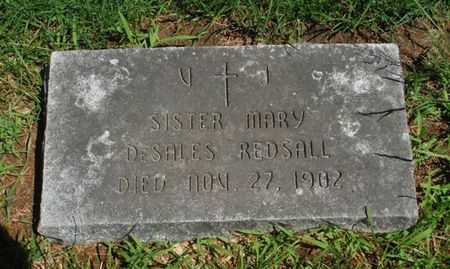 V † J
SISTER MARY
DeSALES REDSALL
DIED NOV. 27, 1902